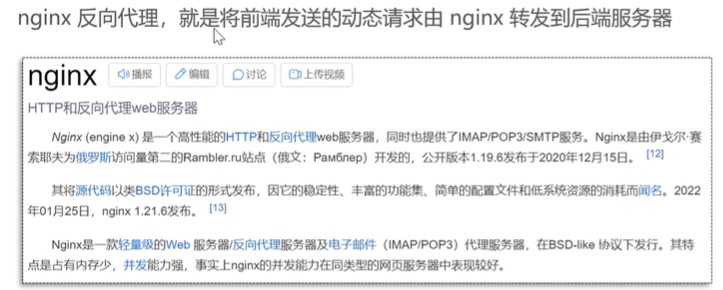 nginx 反向代理，就是将前端发送的动态请求由 nginx 转发到后端服务器
nginx 播报 编辑 讨论 上传视频
HTTP和反向代理web服务器
Nginx (engine x) 是一个高性能的HTTP和反向代理web服务器，同时也提供了IMAP/POP3/SMTP服务。Nginx是由伊戈尔·赛
索耶夫为俄罗斯访问量第二的Rambler.ru站点（俄文：Рамблер）开发的，公开版本1.19.6发布于2020年12月15日。 [12]
其将源代码以类BSD许可证的形式发布，因它的稳定性、丰富的功能集、简单的配置文件和低系统资源的消耗而闻名。2022
年01月25日，nginx 1.21.6发布。 [13]
Nginx是一款轻量级的Web 服务器/反向代理服务器及电子邮件（IMAP/POP3）代理服务器，在BSD-like 协议下发行。其特
点是占有内存少，并发能力强，事实上nginx的并发能力在同类型的网页服务器中表现较好。